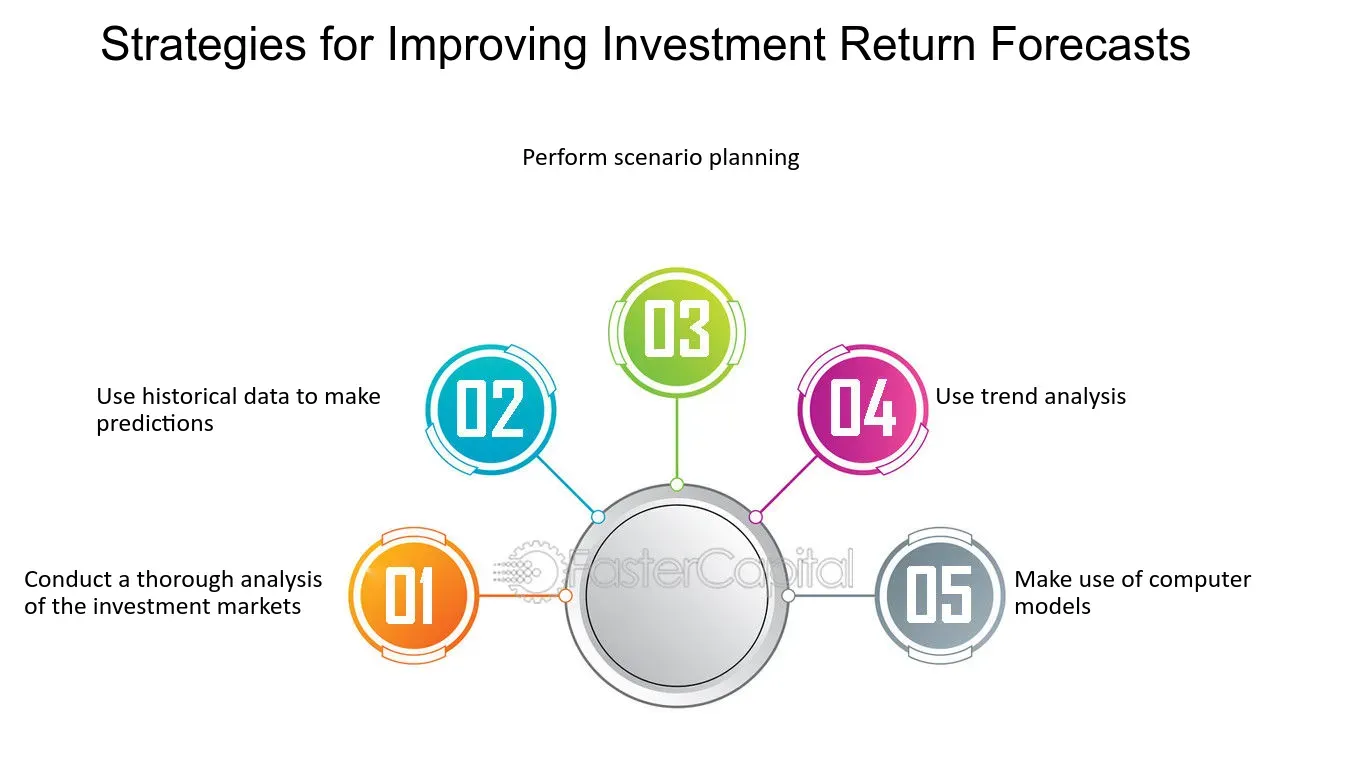 Strategies for Improving Investment Return Forecasts
Perform scenario planning
03
02
04
Use historical data to make
predictions
Use trend analysis
01
05
Conduct a thorough analysis
of the investment markets
Make use of computer
models
FasterCapital